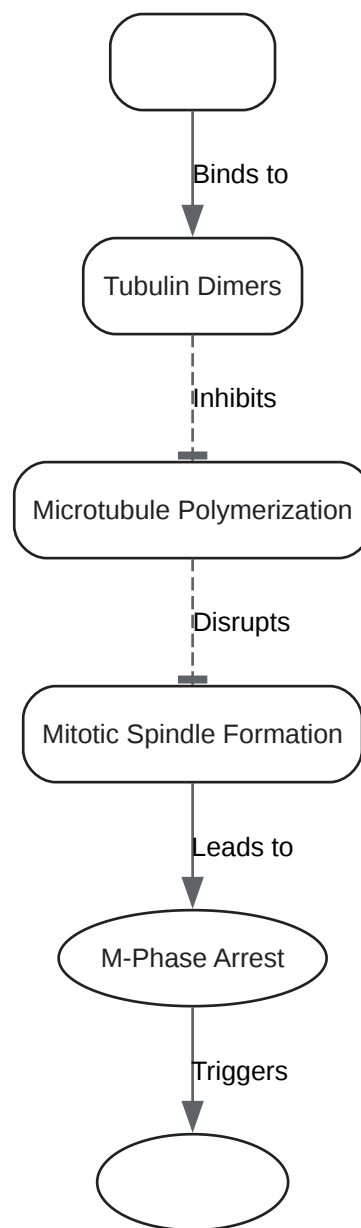 Binds to
Tubulin Dimers
Inhibits
Microtubule Polymerization
Disrupts
Mitotic Spindle Formation
Leads to
M-Phase Arrest
Triggers